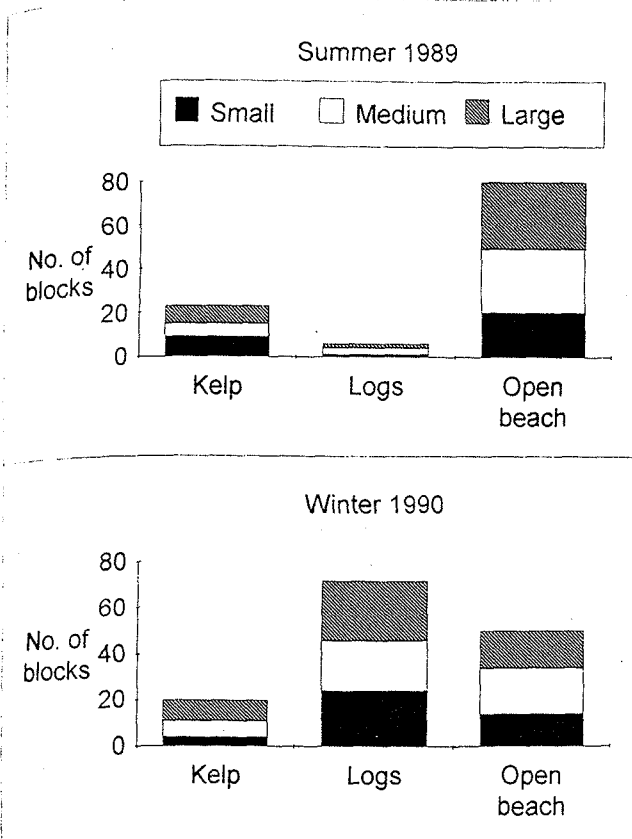 Summer 1989
Small Medium Large
80
60
40
20
0
No. of
blocks
Kelp Logs Open
beach
Winter 1990
80
60
40
20
0
No. of
blocks
Kelp Logs Open
beach